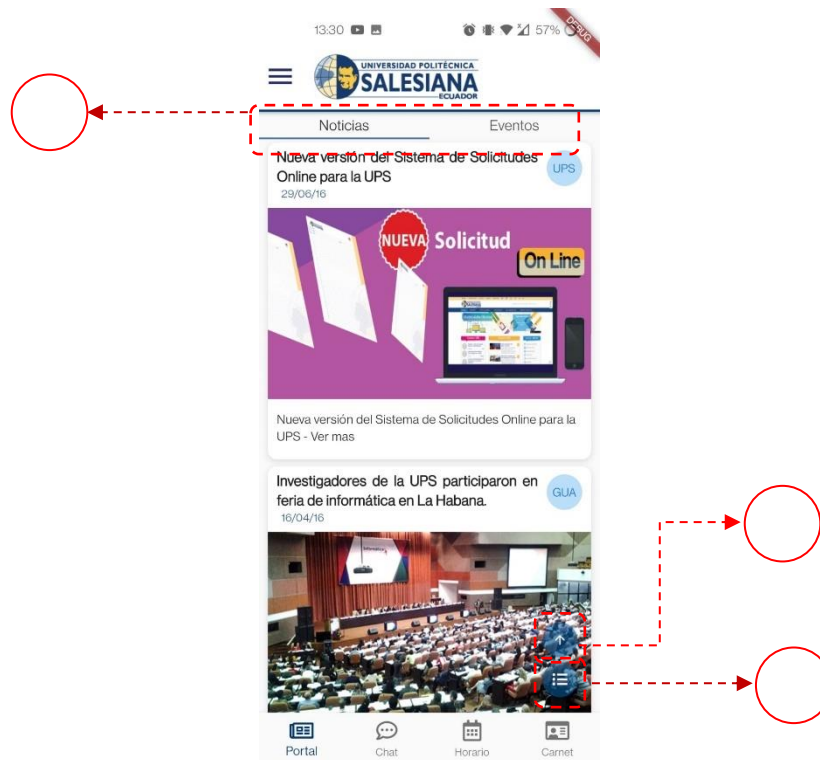 13:30
57%
DEBUG
UNIVERSIDAD POLITÉCNICA
SALESIANA
ECUADOR
Noticias
Eventos
Nueva versión del Sistema de Solicitudes
Online para la UPS
UPS
29/06/16
NUEVA
Solicitud
On Line
Nueva versión del Sistema de Solicitudes Online para la
UPS - Ver mas
Investigadores de la UPS participaron en
feria de informática en La Habana.
GUA
16/04/16
Portal
Chat
Horario
Carnet